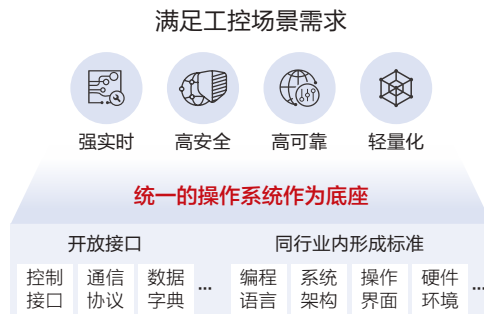 满足工控场景需求
强实时 高安全 高可靠 轻量化
统一的操作系统作为底座
开放接口 同行业内形成标准
控制 通信 数据 编程 系统 操作 硬件
接口 协议 字典 ... 语言 架构 界面 环境 ...